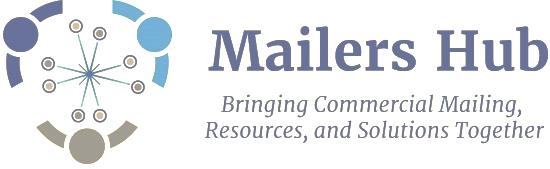 Mailers Hub
Bringing Commercial Mailing,
Resources, and Solutions Together